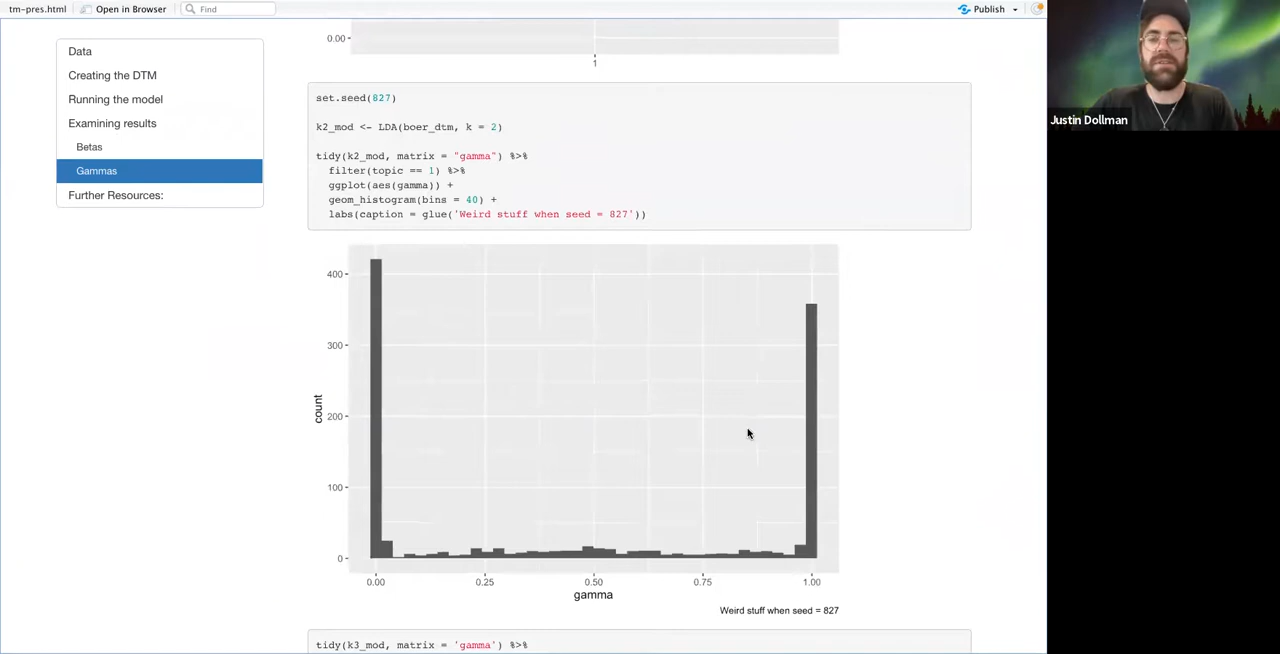 tm-pres.html
Open in Browser
Find
Publish
Data
Creating the DTM
Running the model
Examining results
Betas
Gammas
Further Resources:
0.00
1
set.seed(827)
k2_mod <- LDA(boer_dtm, k = 2)
tidy(k2_mod, matrix = "gamma") %>%
filter(topic == 1) %>%
ggplot(aes(gamma)) +
geom_histogram(bins = 40) +
labs(caption = glue('Weird stuff when seed = 827'))
400
300
200
100
0
count
0.00 0.25 0.50 0.75 1.00
gamma
Weird stuff when seed = 827
tidy(k3_mod, matrix = 'gamma') %>%
Justin Dollman